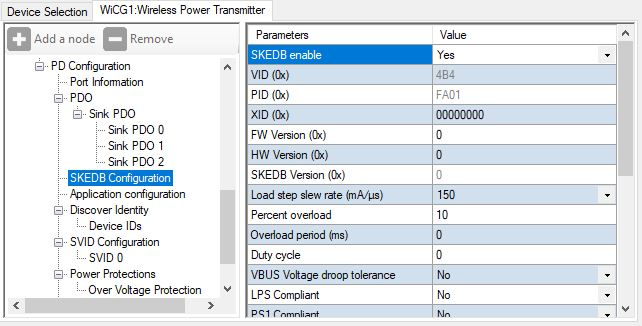 Device Selection WiCG1:Wireless Power Transmitter
Add a node Remove
PD Configuration
Port Information
PDO
Sink PDO
Sink PDO 0
Sink PDO 1
Sink PDO 2
SKEDB Configuration
Application configuration
Discover Identity
Device IDs
SVID Configuration
SVID 0
Power Protections
Over Voltage Protection
Parameters Value
SKEDB enable Yes
VID (0x) 4B4
PID (0x) FA01
XID (0x) 00000000
FW Version (0x) 0
HW Version (0x) 0
SKEDB Version (0x) 0
Load step slew rate (mA/µs) 150
Percent overload 10
Overload period (ms) 0
Duty cycle 0
VBUS Voltage droop tolerance No
LPS Compliant No
PS1 Compliant No